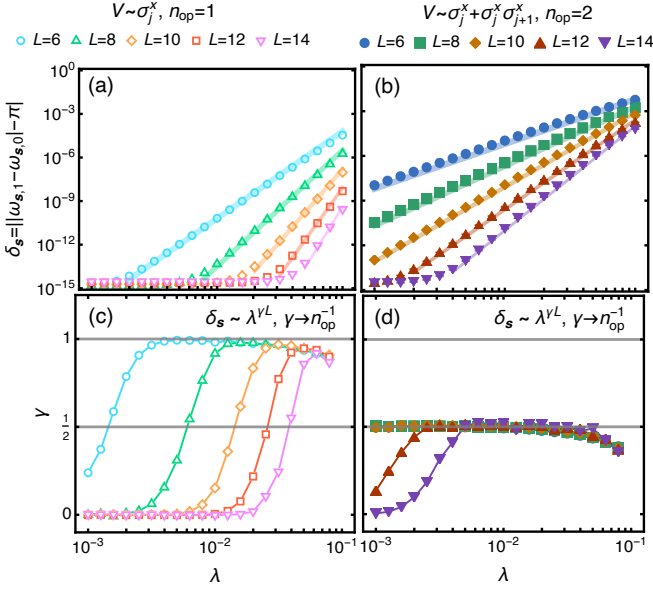 V~σ_j^x, n_op=1
V~σ_j^x+σ_j^x σ_{j+1}^x, n_op=2
L=6 L=8 L=10 L=12 L=14
L=6 L=8 L=10 L=12 L=14
(a)
(b)
10^0
10^-3
10^-6
10^-9
10^-12
10^-15
δ_s=||ω_{s,1}−ω_{s,0}|−π|
(c)
δ_s ~ λ^{γL}, γ→n_op^{-1}
(d)
δ_s ~ λ^{γL}, γ→n_op^{-1}
1
1/2
0
γ
10^-3 10^-2 10^-1
10^-3 10^-2 10^-1
λ
λ